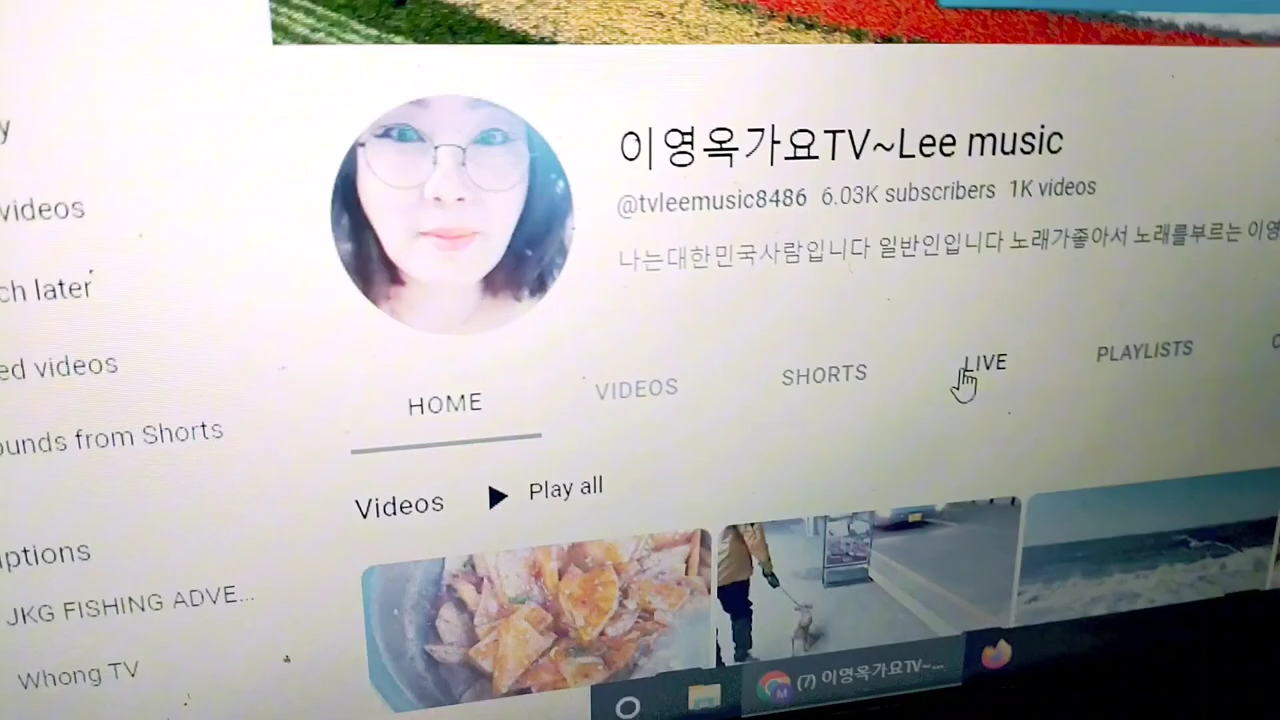 y
videos
ch later
ed videos
ounds from Shorts
iptions
JKG FISHING ADVE...
Whong TV
이영옥가요TV~Lee music
@tvleemusic8486 6.03K subscribers 1K videos
나는대한민국사람입니다 일반인입니다 노래가좋아서 노래를부르는 이영
HOME VIDEOS SHORTS LIVE PLAYLISTS
Videos Play all
(7) 이영옥가요TV~...